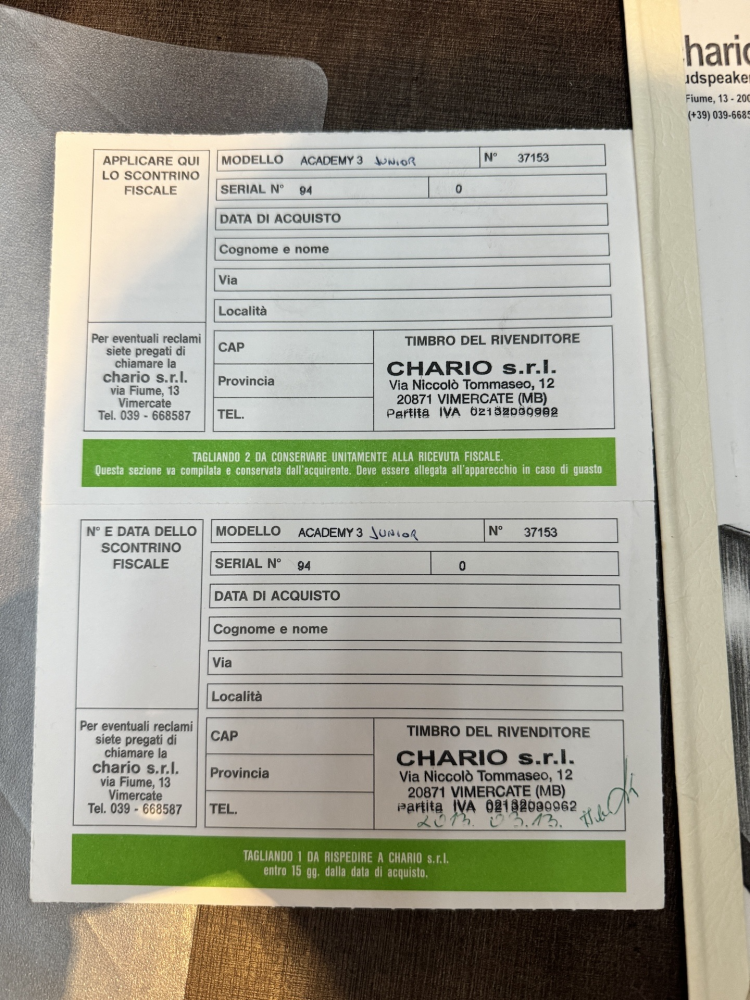 APPLICARE QUI
LO SCONTRINO
FISCALE
MODELLO ACADEMY 3 JUNIOR
N° 37153
SERIAL N° 94 0
DATA DI ACQUISTO
Cognome e nome
Via
Località
Per eventuali reclami
siete pregati di
chiamare la
chario s.r.l.
via Fiume, 13
Vimercate
Tel. 039 - 668587
CAP
Provincia
TEL.
TIMBRO DEL RIVENDITORE
CHARIO s.r.l.
Via Niccolò Tommaseo, 12
20871 VIMERCATE (MB)
Partita IVA 02132090962
TAGLIANDO 2 DA CONSERVARE UNITAMENTE ALLA RICEVUTA FISCALE.
Questa sezione va compilata e conservata dall'acquirente. Deve essere allegata all'apparecchio in caso di guasto
N° E DATA DELLO
SCONTRINO
FISCALE
MODELLO ACADEMY 3 JUNIOR
N° 37153
SERIAL N° 94 0
DATA DI ACQUISTO
Cognome e nome
Via
Località
Per eventuali reclami
siete pregati di
chiamare la
chario s.r.l.
via Fiume, 13
Vimercate
Tel. 039 - 668587
CAP
Provincia
TEL.
TIMBRO DEL RIVENDITORE
CHARIO s.r.l.
Via Niccolò Tommaseo, 12
20871 VIMERCATE (MB)
Partita IVA 02132090962
2013. 03. 13.
TAGLIANDO 1 DA RISPEDIRE A CHARIO s.r.l.
entro 15 gg. dalla data di acquisto.
hario
udspeaker
Fiume, 13 - 200
(+39) 039-6685